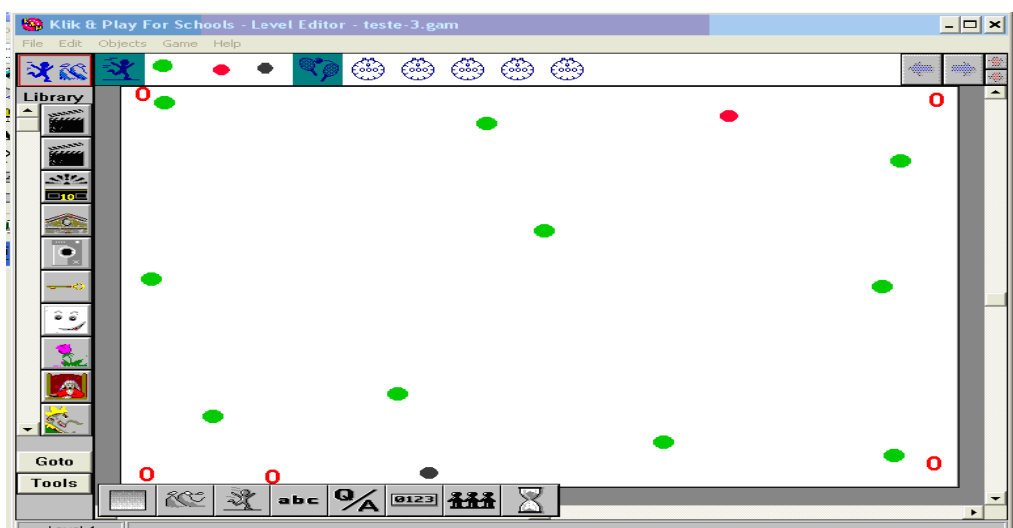 Klik & Play For Schools - Level Editor - teste-3.gam
File Edit Objects Game Help
Library
0 0
10
Goto
0 0 0
Tools
abc Q/A 0123